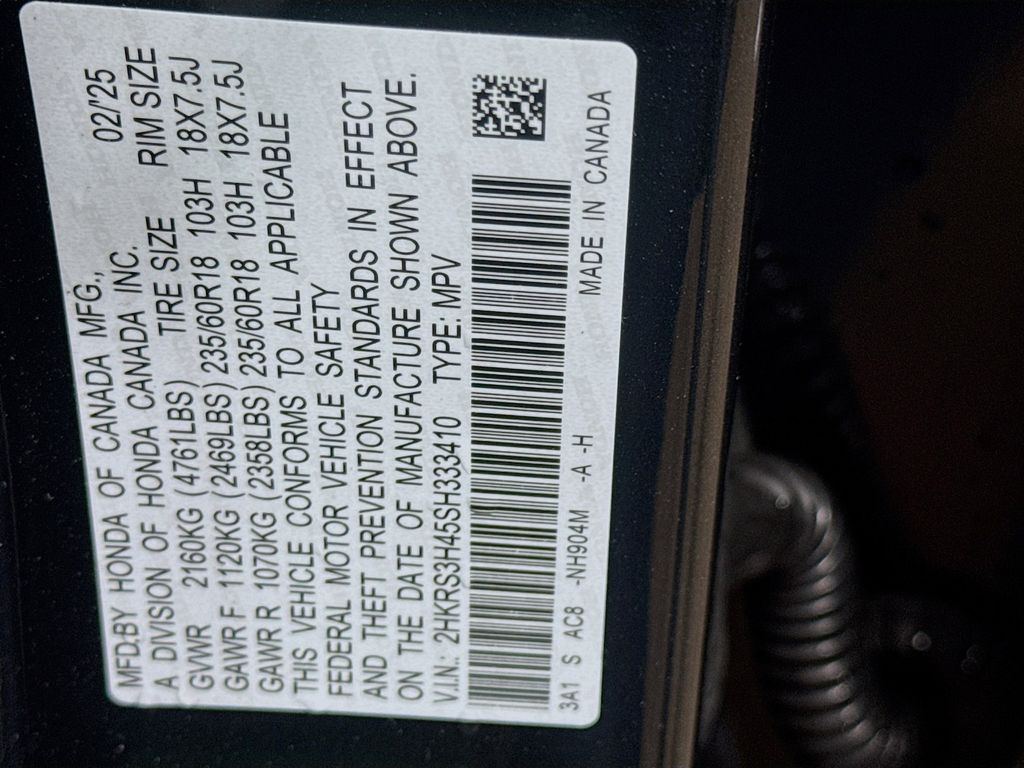 MFD.BY HONDA OF CANADA MFG., 02/'25
A DIVISION OF HONDA CANADA INC.
TIRE SIZE RIM SIZE
GVWR 2160KG (4761LBS)
GAWR F 1120KG (2469LBS) 235/60R18 103H 18X7.5J
GAWR R 1070KG (2358LBS) 235/60R18 103H 18X7.5J
THIS VEHICLE CONFORMS TO ALL APPLICABLE
FEDERAL MOTOR VEHICLE SAFETY
AND THEFT PREVENTION STANDARDS IN EFFECT
ON THE DATE OF MANUFACTURE SHOWN ABOVE.
V.I.N.: 2HKRS3H45SH333410 TYPE: MPV
3A1 S AC8 -NH904M -A -H MADE IN CANADA